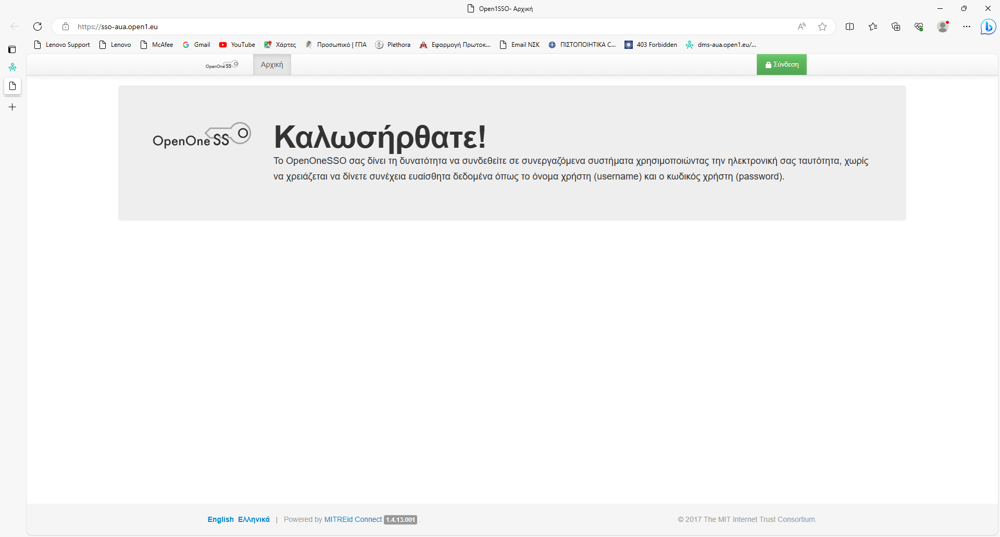 Open1SSO- Αρχική
https://sso-aua.open1.eu
Lenovo Support Lenovo McAfee Gmail YouTube Χάρτες Προσωπικό | ΓΠΑ Plethora Εφαρμογή Πρωτοκ... Email ΝΣΚ ΠΙΣΤΟΠΟΙΗΤΙΚΑ C... 403 Forbidden dms-aua.open1.eu/...
OpenOne SSO Αρχική Σύνδεση
OpenOne SSO
Καλωσήρθατε!
Το OpenOneSSO σας δίνει τη δυνατότητα να συνδεθείτε σε συνεργαζόμενα συστήματα χρησιμοποιώντας την ηλεκτρονική σας ταυτότητα, χωρίς
να χρειάζεται να δίνετε συνέχεια ευαίσθητα δεδομένα όπως το όνομα χρήστη (username) και ο κωδικός χρήστη (password).
English Ελληνικά | Powered by MITREid Connect 1.4.13.001 .
© 2017 The MIT Internet Trust Consortium.